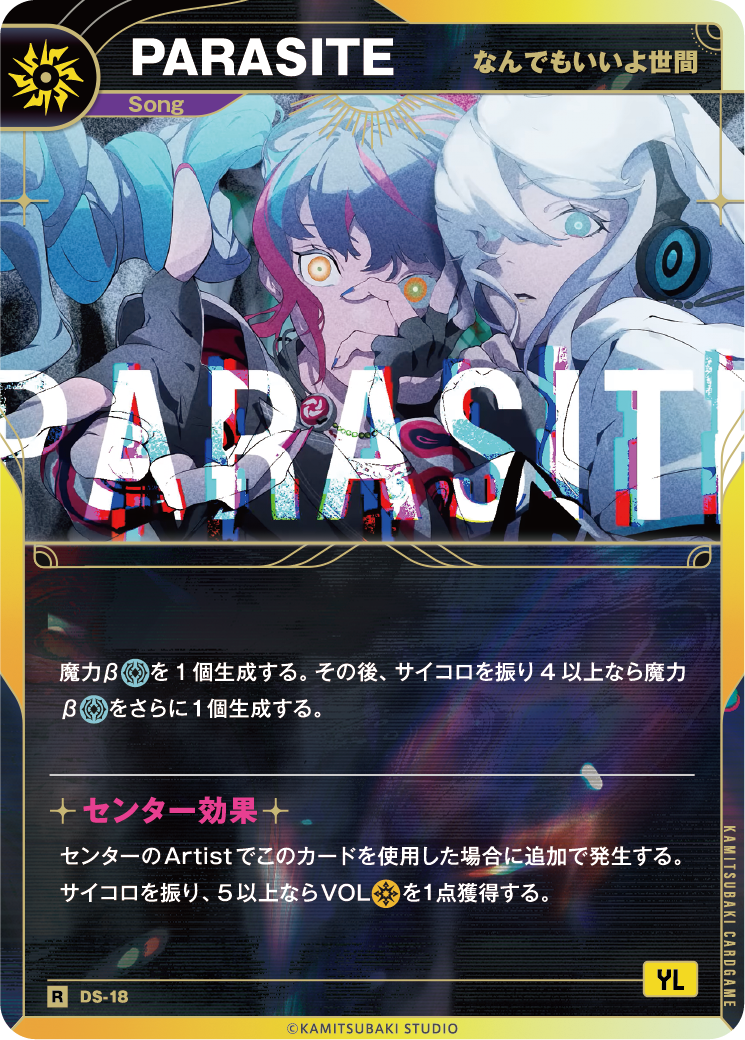 PARASITE
なんでもいいよ世間
Song
PARASITE
魔力β を1個生成する。その後、サイコロを振り4以上なら魔力
β をさらに1個生成する。
センター効果
センターのArtistでこのカードを使用した場合に追加で発生する。
サイコロを振り、5以上ならVOL を1点獲得する。
YL
R DS-18
KAMITSUBAKI CARDGAME
©KAMITSUBAKI STUDIO